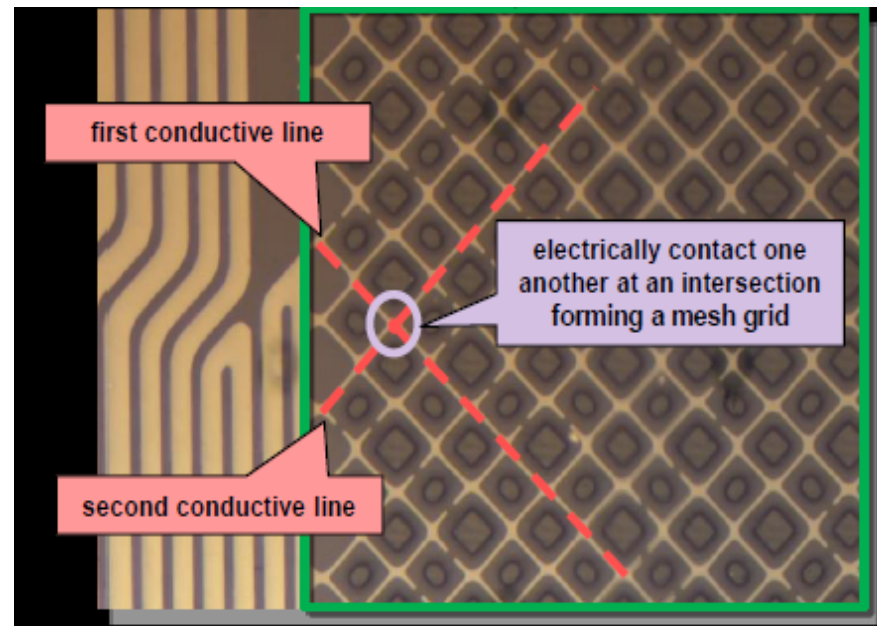 first conductive line
electrically contact one
another at an intersection
forming a mesh grid
second conductive line